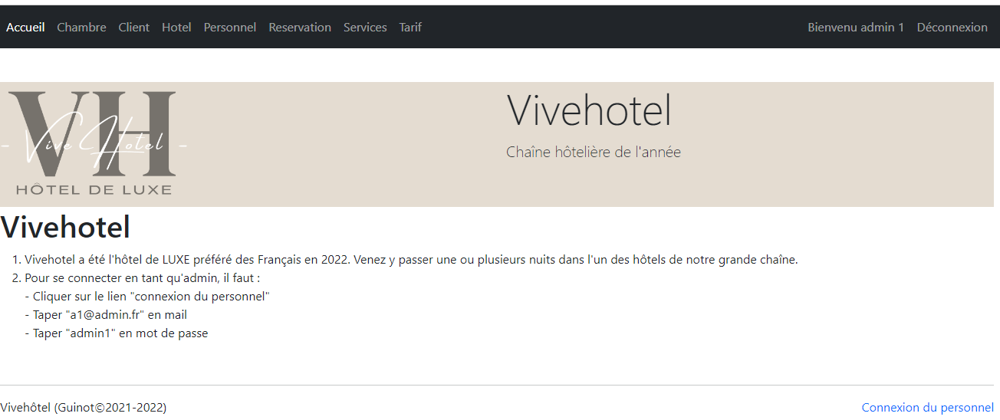 Accueil Chambre Client Hotel Personnel Reservation Services Tarif Bienvenu admin 1 Déconnexion
VH
- Vive Hotel -
HÔTEL DE LUXE
Vivehotel
Chaîne hôtelière de l'année
Vivehotel
1. Vivehotel a été l'hôtel de LUXE préféré des Français en 2022. Venez y passer une ou plusieurs nuits dans l'un des hôtels de notre grande chaîne.
2. Pour se connecter en tant qu'admin, il faut :
- Cliquer sur le lien "connexion du personnel"
- Taper "a1@admin.fr" en mail
- Taper "admin1" en mot de passe
Vivehôtel (Guinot©2021-2022) Connexion du personnel